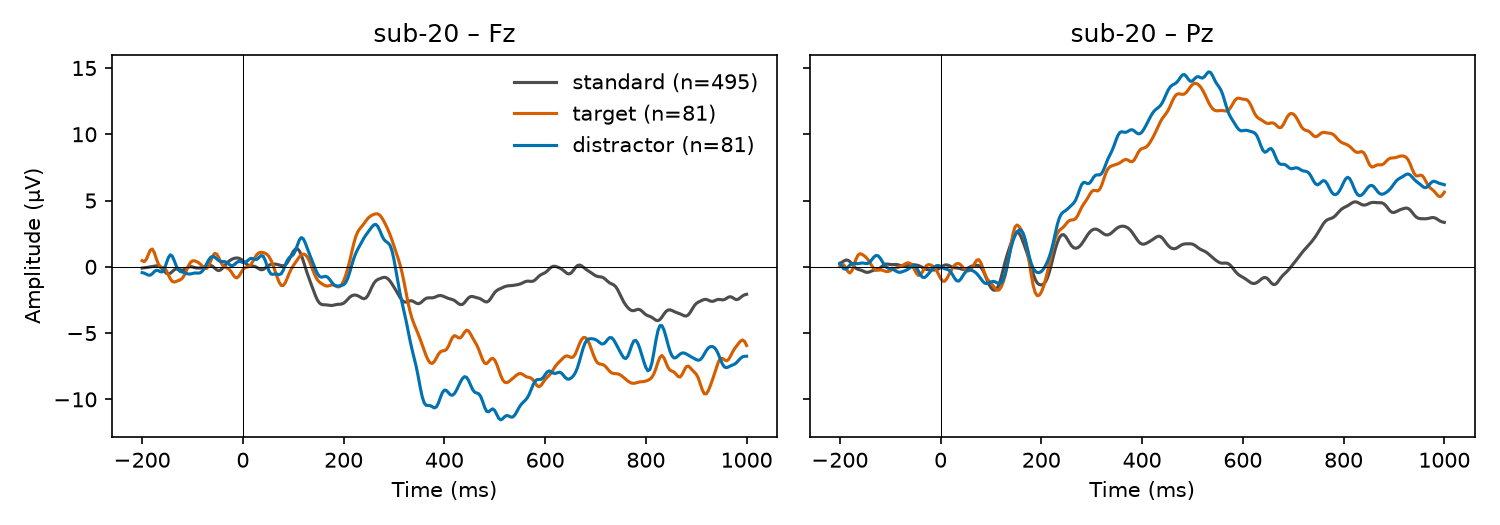 sub-20 – Fz
sub-20 – Pz
standard (n=495)
target (n=81)
distractor (n=81)
Amplitude (µV)
15
10
5
0
−5
−10
−200 0 200 400 600 800 1000
−200 0 200 400 600 800 1000
Time (ms)
Time (ms)